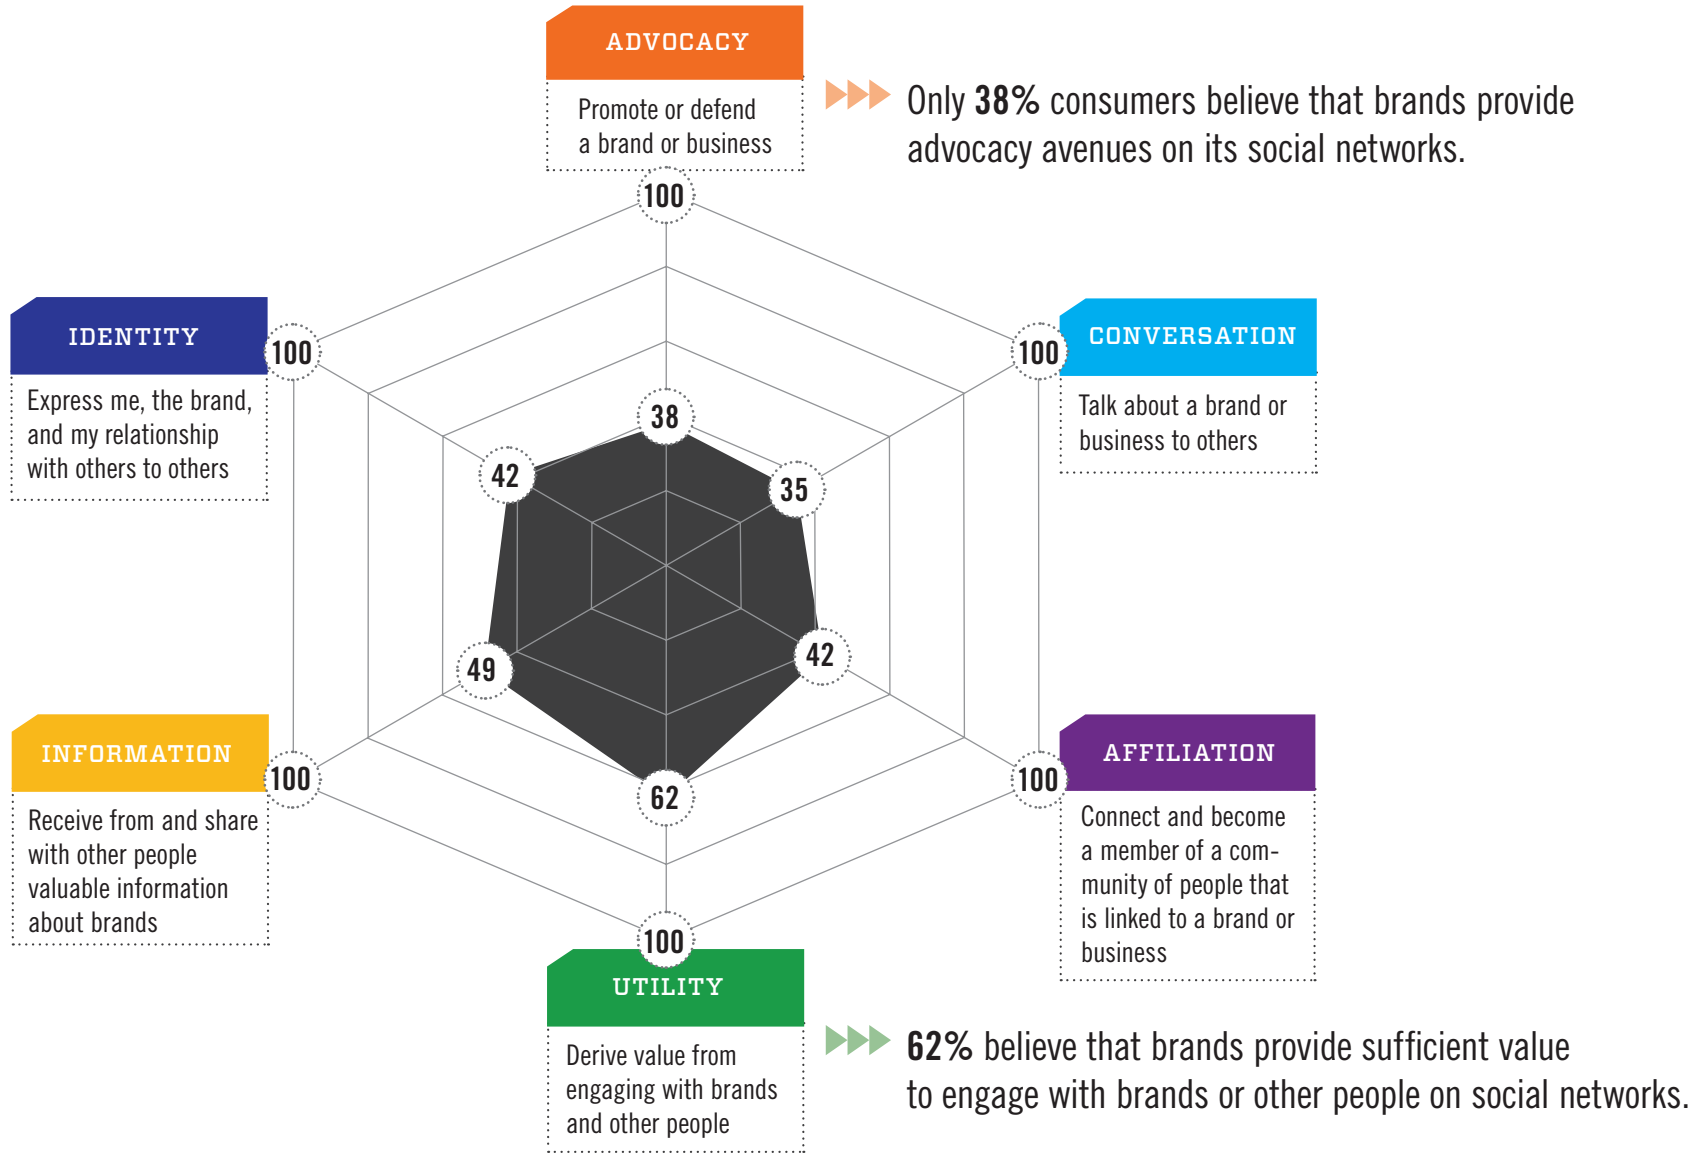 ADVOCACY
Promote or defend
a brand or business
Only 38% consumers believe that brands provide
advocacy avenues on its social networks.
100
IDENTITY
Express me, the brand,
and my relationship
with others to others
100
100
CONVERSATION
Talk about a brand or
business to others
38
42
35
49
42
62
INFORMATION
Receive from and share
with other people
valuable information
about brands
100
100
AFFILIATION
Connect and become
a member of a com-
munity of people that
is linked to a brand or
business
100
UTILITY
Derive value from
engaging with brands
and other people
62% believe that brands provide sufficient value
to engage with brands or other people on social networks.